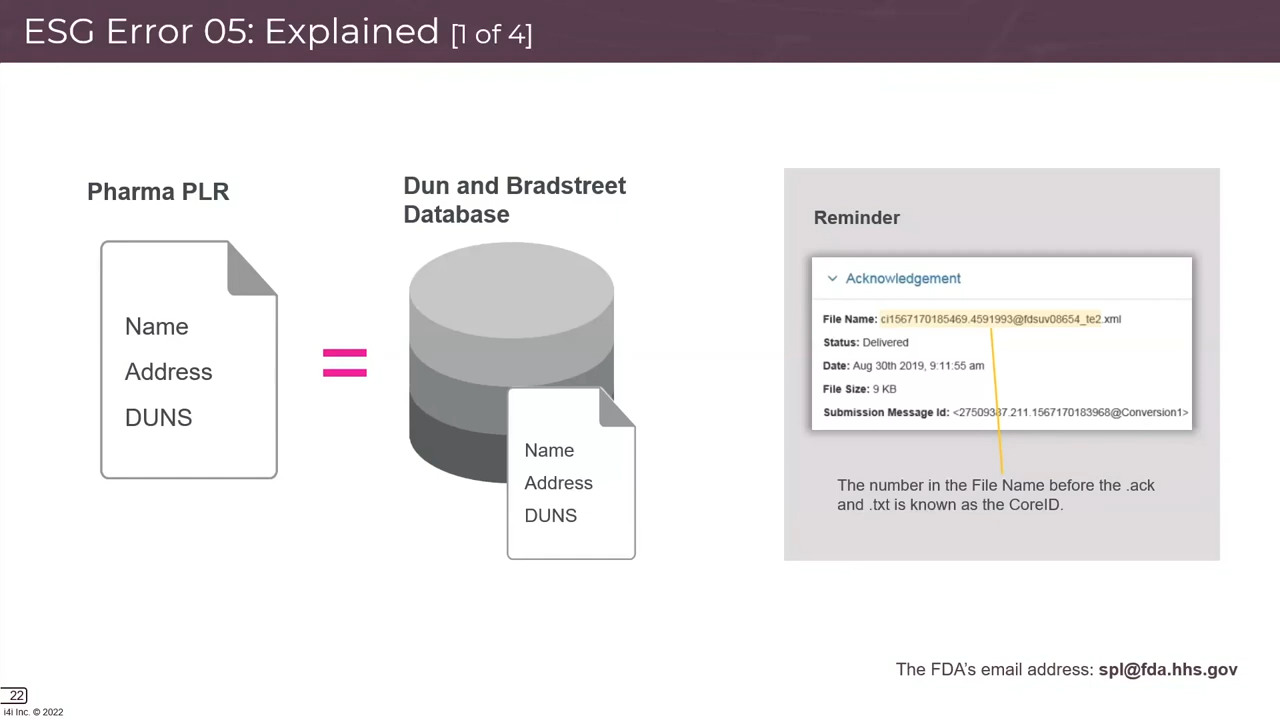 ESG Error 05: Explained [1 of 4]
Pharma PLR
Name
Address
DUNS
=
Dun and Bradstreet
Database
Name
Address
DUNS
Reminder
Acknowledgement
File Name: ci1567170185469.4591993@fdsuv08654_te2.xml
Status: Delivered
Date: Aug 30th 2019, 9:11:55 am
File Size: 9 KB
Submission Message Id: <27509387.211.1567170183968@Conversion1>
The number in the File Name before the .ack
and .txt is known as the CoreID.
The FDA's email address: spl@fda.hhs.gov
22
i4i Inc. © 2022